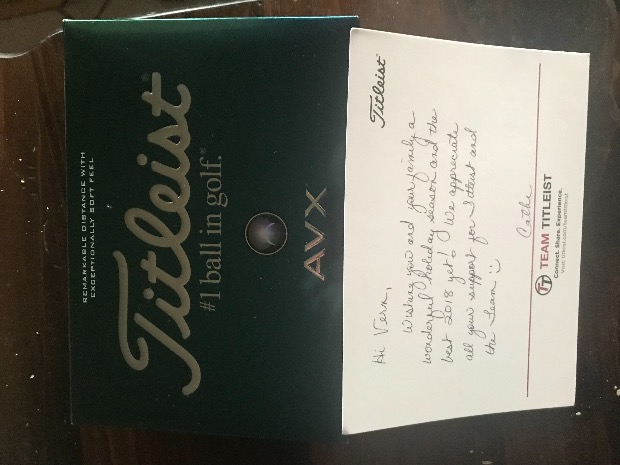 REMARKABLE DISTANCE WITH
EXCEPTIONALLY SOFT FEEL
Titleist®
#1 ball in golf.®
AVX
Titleist
Hi Vern,
Wishing you and your family a
wonderful holiday season and the
best 2018 yet! We appreciate
all your support for Titleist and
the team :)
Cathe
TT TEAM TITLEIST
Connect. Share. Experience.